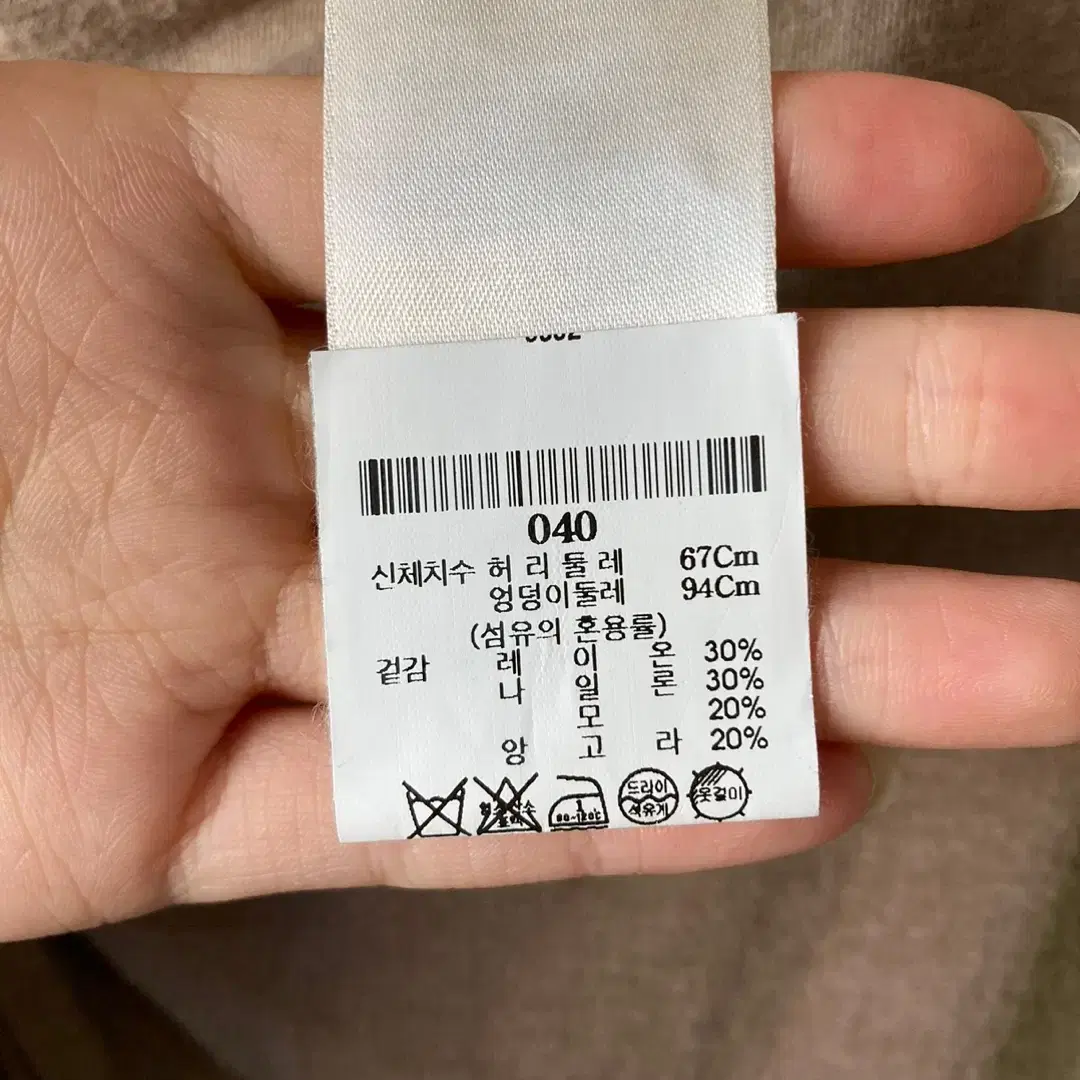 040
신체치수 허 리 둘 레 67Cm
엉덩이둘레 94Cm
(섬유의 혼용률)
겉감 레 이 온 30%
나 일 론 30%
모 20%
앙 고 라 20%
80~120℃
드라이
석유계
옷걸이